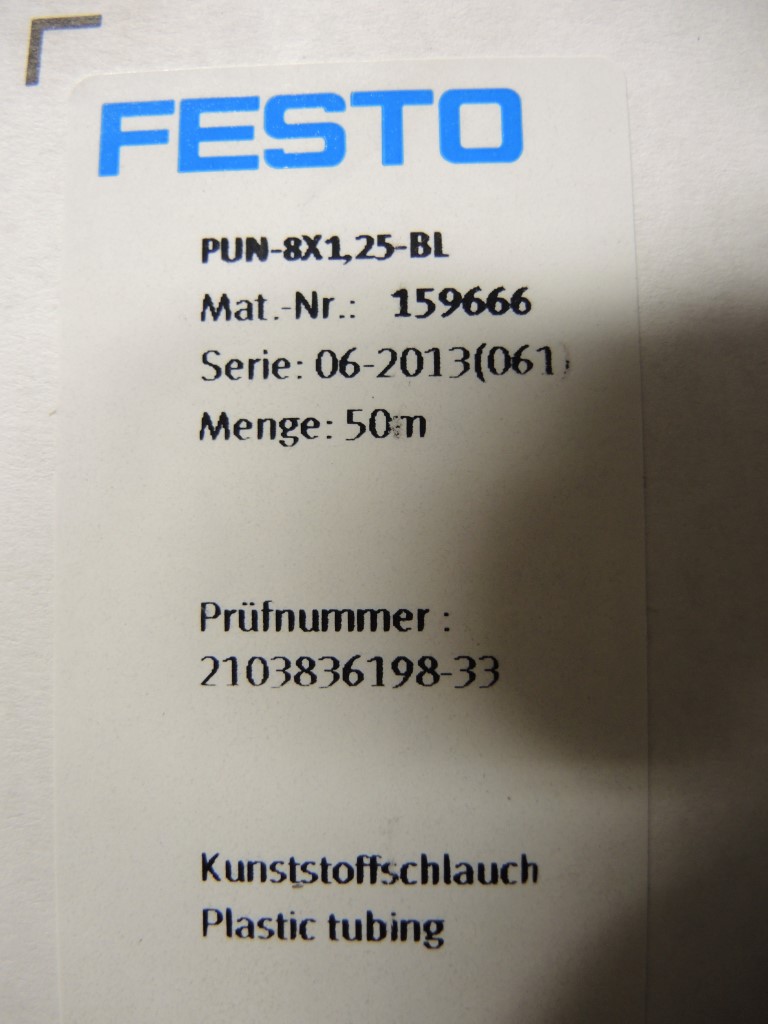 FESTO
PUN-8X1,25-BL
Mat.-Nr.: 159666
Serie: 06-2013(061)
Menge: 50m
Prüfnummer :
2103836198-33
Kunststoffschlauch
Plastic tubing